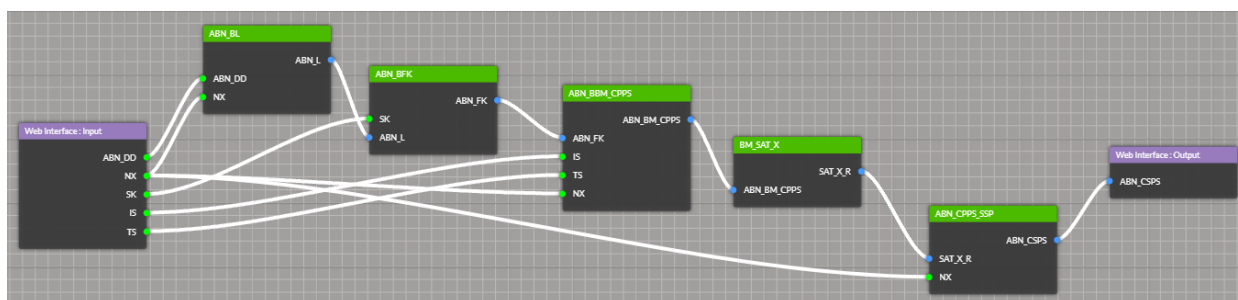 Web Interface : Input
ABN_DD
NX
SK
IS
TS
ABN_BL
ABN_L
ABN_DD
NX
ABN_BFK
ABN_FK
SK
ABN_L
ABN_BBM_CPPS
ABN_BM_CPPS
ABN_FK
IS
TS
NX
BM_SAT_X
SAT_X_R
ABN_BM_CPPS
ABN_CPPS_SSP
ABN_CSPS
SAT_X_R
NX
Web Interface : Output
ABN_CSPS